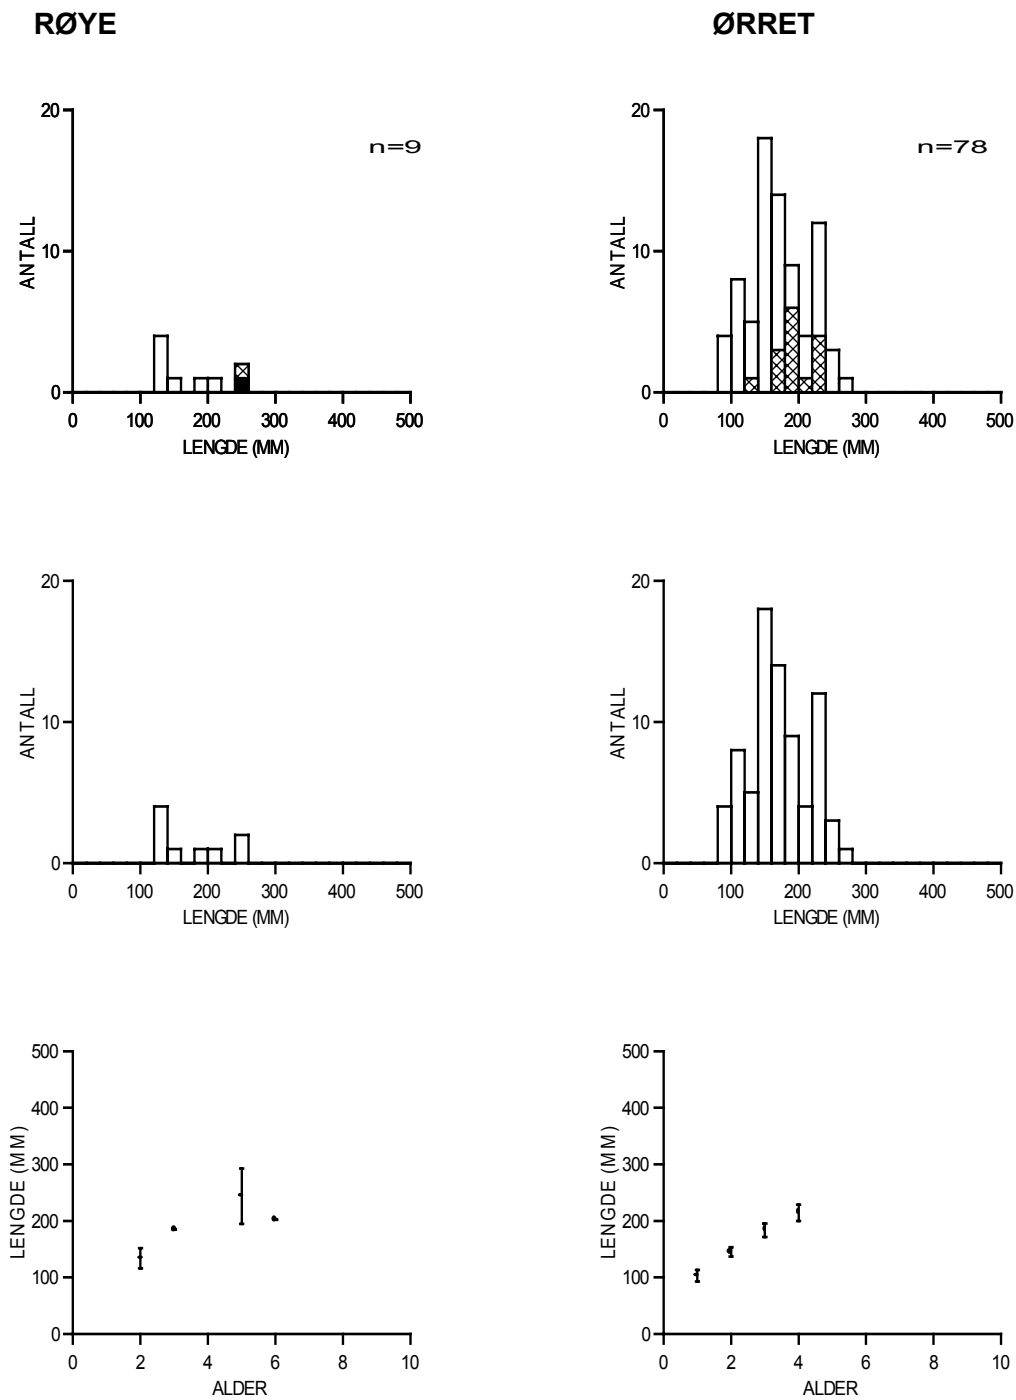 RØYE ØRRET
20 20
n=9 n=78
10 10
ANTALL ANTALL
0 0
0 100 200 300 400 500 0 100 200 300 400 500
LENGDE (MM) LENGDE (MM)
20 20
10 10
ANTALL ANTALL
0 0
0 100 200 300 400 500 0 100 200 300 400 500
LENGDE (MM) LENGDE (MM)
500 500
400 400
300 300
LENGDE (MM) LENGDE (MM)
200 200
100 100
0 0
0 2 4 6 8 10 0 2 4 6 8 10
ALDER ALDER